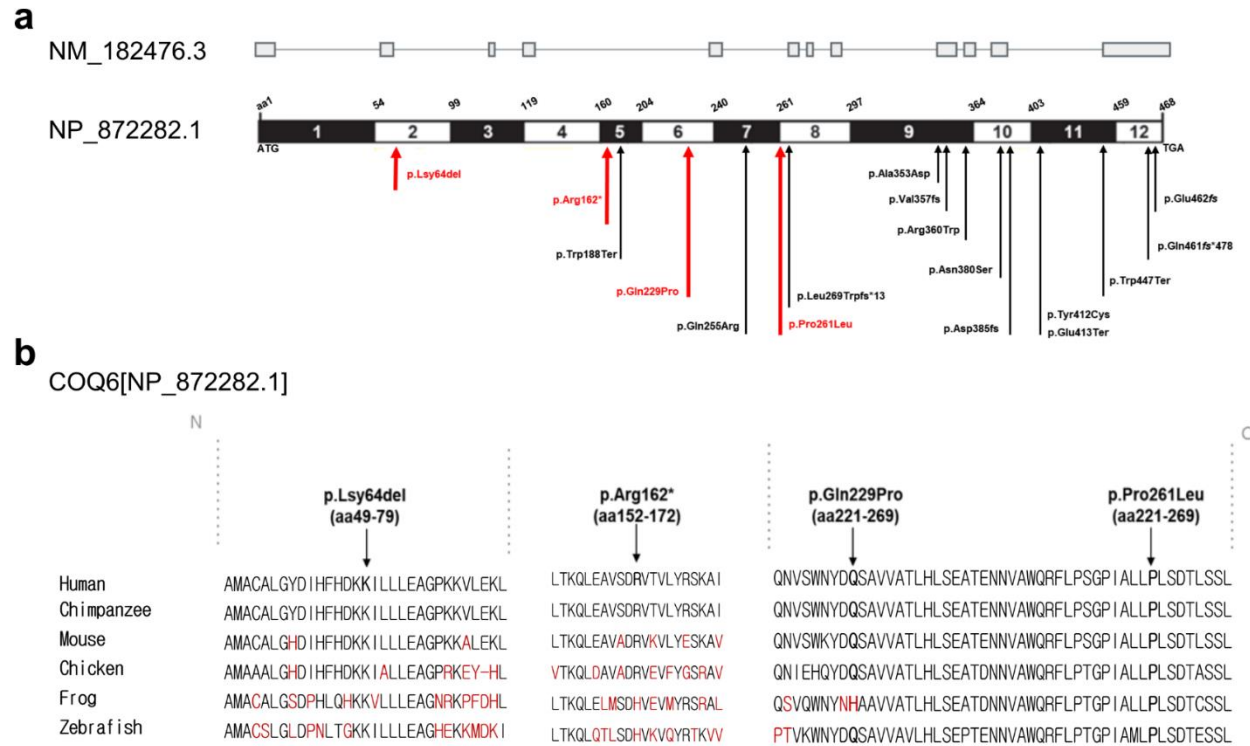 a
NM_182476.3
aa1 54 99 119 160 204 240 261 297 364 403 459 468
NP_872282.1
1 2 3 4 5 6 7 8 9 10 11 12
ATG TGA
p.Lsy64del
p.Arg162*
p.Trp188Ter
p.Gln229Pro
p.Gln255Arg
p.Pro261Leu
p.Leu269Trpfs*13
p.Ala353Asp
p.Val357fs
p.Arg360Trp
p.Asn380Ser
p.Asp385fs
p.Tyr412Cys
p.Glu413Ter
p.Trp447Ter
p.Gln461fs*478
p.Glu462fs
b
COQ6[NP_872282.1]
N C
p.Lsy64del p.Arg162* p.Gln229Pro p.Pro261Leu
(aa49-79) (aa152-172) (aa221-269) (aa221-269)
Human AMACALGYDIHFHDKKILLLEAGPKKVLEKL LTKQLEAVSDRVTVLYRSKAI QNVSWNYDQSAVVATLHLSEATENNVAWQRFLPSGPIALLPLSDTLSSL
Chimpanzee AMACALGYDIHFHDKKILLLEAGPKKVLEKL LTKQLEAVSDRVTVLYRSKAI QNVSWNYDQSAVVATLHLSEATENNVAWQRFLPSGPIALLPLSDTLSSL
Mouse AMACALGHDIHFHDKKILLLEAGPKKALEKL LTKQLEAVADRVKVLYESKAV QNVSWKYDQSAVVATLHLSEATENNVAWQRFLPSGPIALLPLSDTLSSL
Chicken AMAAALGHDIHFHDKKIALLEAGPRKEY-HL VTKQLDAVADRVEVFYGSRAV QNIEHQYDQSAVVATLHLSEATDNNVAWQRFLPTGPIALLPLSDTASSL
Frog AMACALGSDPHLQHKKVLLLEAGNRKPFDHL LTKQLELMSDHVEVMYRSRAL QSVQWNYNHAAVVAVLHLSEATDNNVAWQRFLPTGPIALLPLSDTCSSL
Zebrafish AMACSLGLDPNLTGKKILLLEAGHEKKMDKI LTKQLQTLSDHVKVQYRTKVV PTVKWNYDQSAVVAVLHLSEPTENNVAWQRFLPTGPIAMLPLSDTESSL